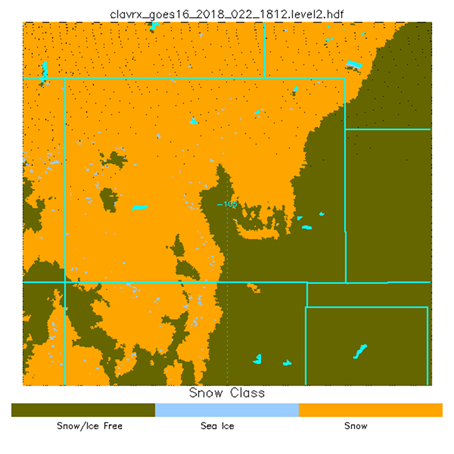 clavrx_goes16_2018_022_1812.level2.hdf
-105
Snow Class
Snow/Ice Free Sea Ice Snow